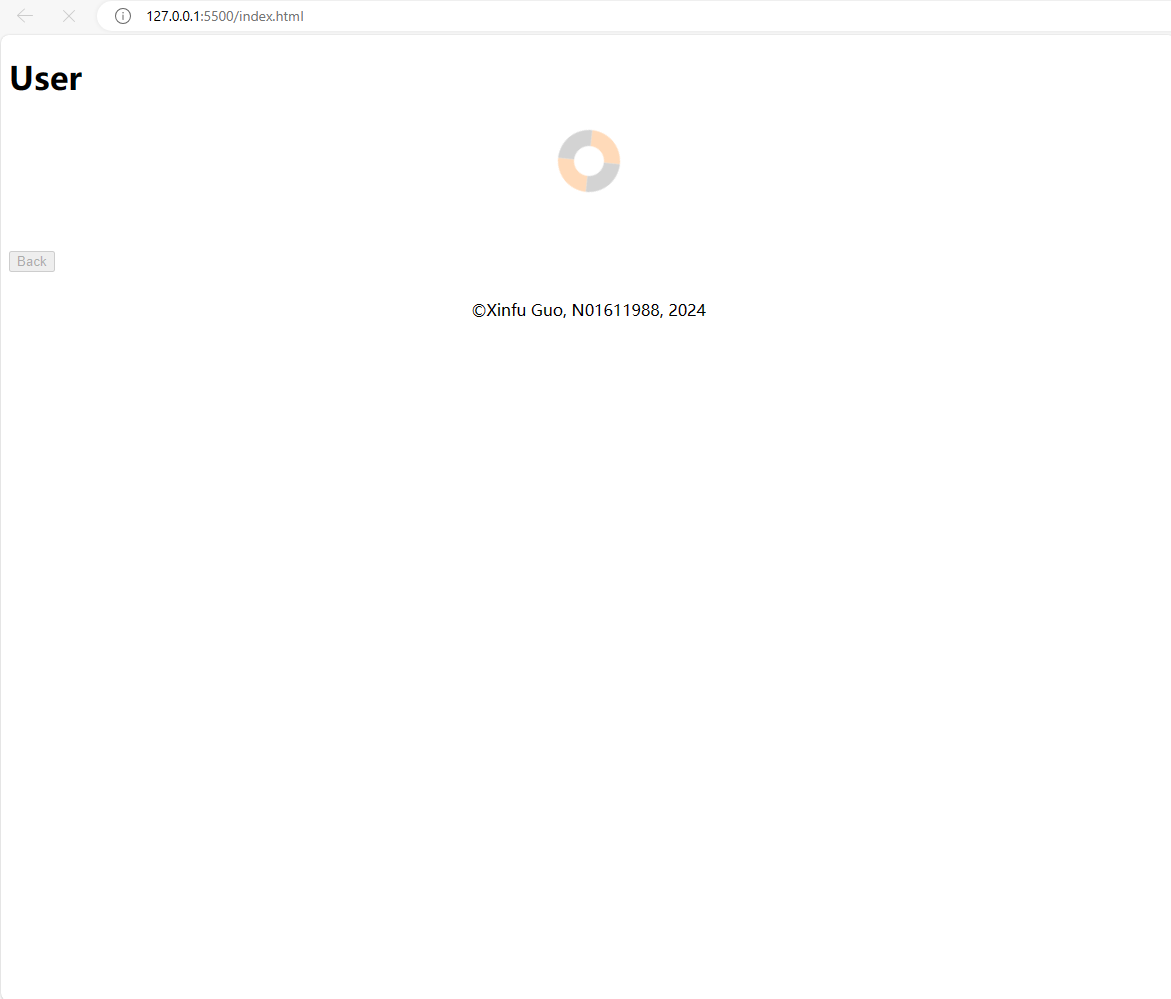 127.0.0.1:5500/index.html
User
Back
©Xinfu Guo, N01611988, 2024